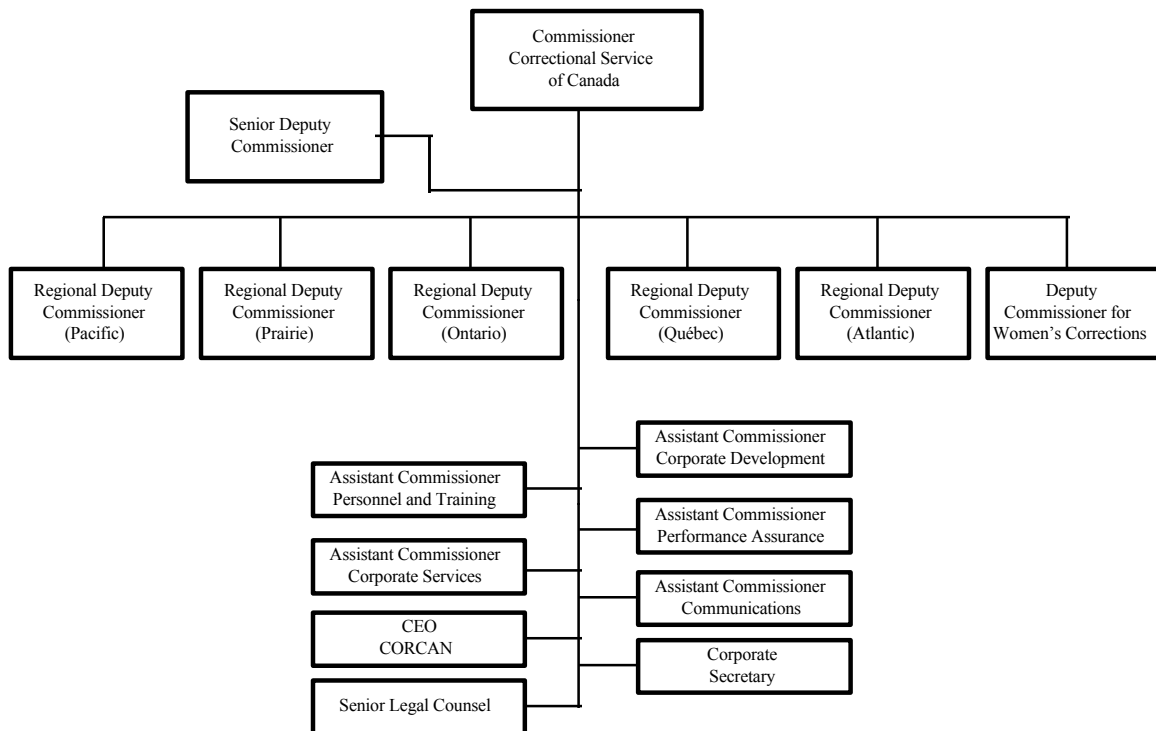 Commissioner
Correctional Service
of Canada
Senior Deputy
Commissioner
Regional Deputy
Commissioner
(Pacific)
Regional Deputy
Commissioner
(Prairie)
Regional Deputy
Commissioner
(Ontario)
Regional Deputy
Commissioner
(Québec)
Regional Deputy
Commissioner
(Atlantic)
Deputy
Commissioner for
Women’s Corrections
Assistant Commissioner
Corporate Development
Assistant Commissioner
Personnel and Training
Assistant Commissioner
Performance Assurance
Assistant Commissioner
Corporate Services
Assistant Commissioner
Communications
CEO
CORCAN
Corporate
Secretary
Senior Legal Counsel